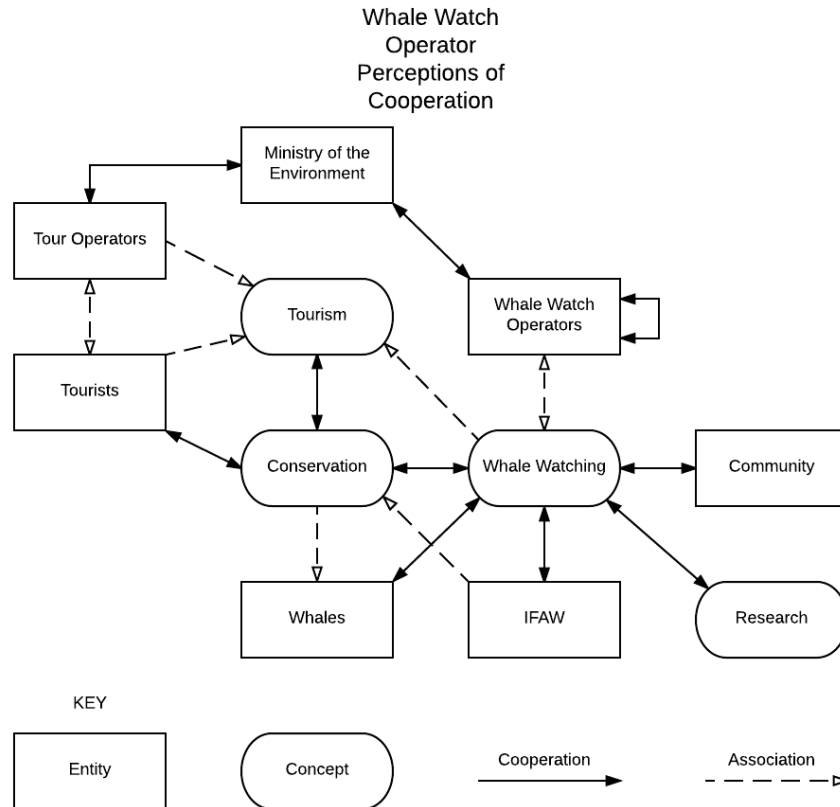 Whale Watch
Operator
Perceptions of
Cooperation
Ministry of the
Environment
Tour Operators
Tourism
Whale Watch
Operators
Tourists
Conservation
Whale Watching
Community
Whales
IFAW
Research
KEY
Entity
Concept
Cooperation
Association